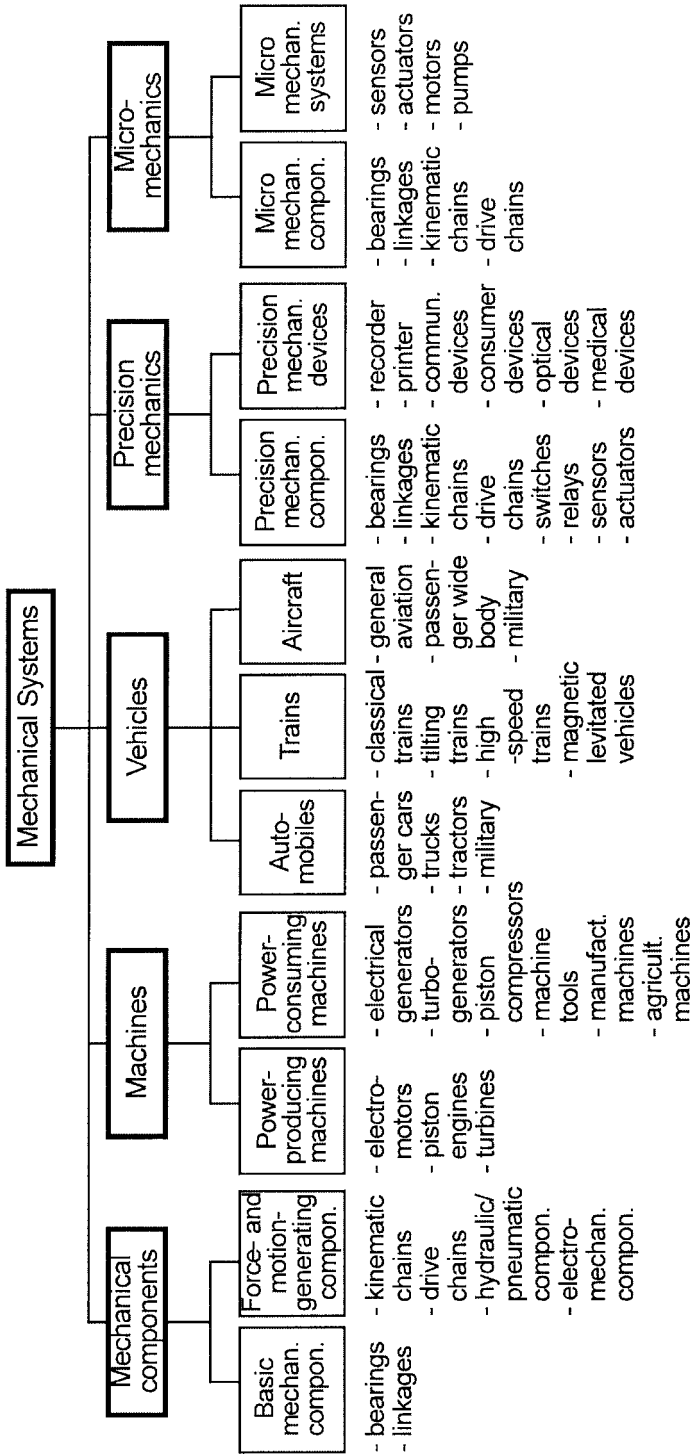 Mechanical Systems
Mechanical
components
Machines
Vehicles
Precision
mechanics
Micro-
mechanics
Basic
mechan.
compon.
Force- and
motion-
generating
compon.
Power-
producing
machines
Power-
consuming
machines
Auto-
mobiles
Trains
Aircraft
Precision
mechan.
compon.
Precision
mechan.
devices
Micro
mechan.
compon.
Micro
mechan.
systems
- bearings
- linkages
- kinematic
chains
- drive
chains
- hydraulic/
pneumatic
compon.
- electro-
mechan.
compon.
- electro-
motors
- piston
engines
- turbines
- electrical
generators
- turbo-
generators
- piston
compressors
- machine
tools
- manufact.
machines
- agricult.
machines
- passen-
ger cars
- trucks
- tractors
- military
- classical
trains
- tilting
trains
- high
-speed
trains
- magnetic
levitated
vehicles
- general
aviation
- passen-
ger wide
body
- military
- bearings
- linkages
- kinematic
chains
- drive
chains
- switches
- relays
- sensors
- actuators
- recorder
- printer
- commun.
devices
- consumer
devices
- optical
devices
- medical
devices
- bearings
- linkages
- kinematic
chains
- drive
chains
- sensors
- actuators
- motors
- pumps